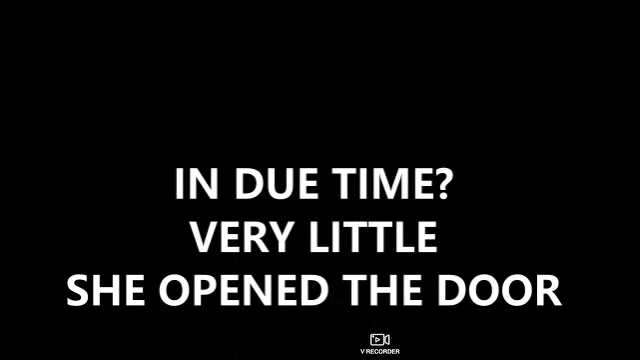 IN DUE TIME?
VERY LITTLE
SHE OPENED THE DOOR
V RECORDER